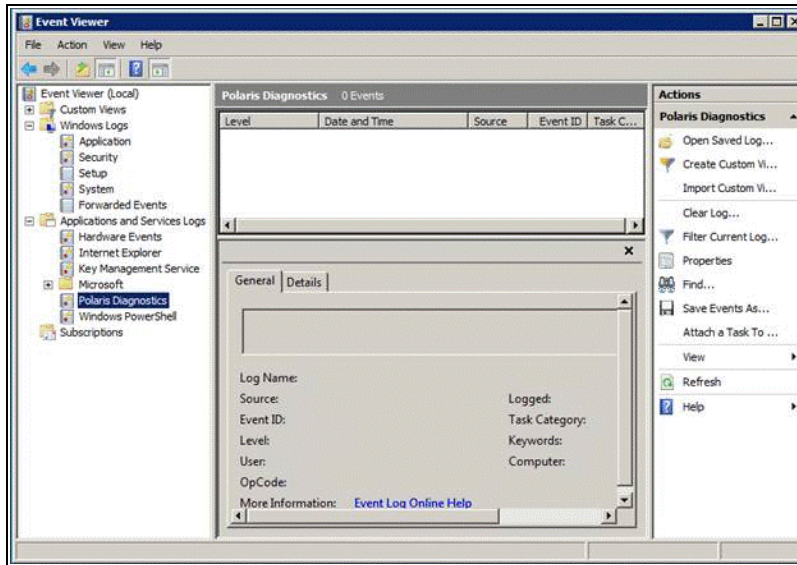 Event Viewer
File Action View Help
Event Viewer (Local)
Custom Views
Windows Logs
Application
Security
Setup
System
Forwarded Events
Applications and Services Logs
Hardware Events
Internet Explorer
Key Management Service
Microsoft
Polaris Diagnostics
Windows PowerShell
Subscriptions
Polaris Diagnostics 0 Events
Level Date and Time Source Event ID Task C...
General Details
Log Name:
Source: Logged:
Event ID: Task Category:
Level: Keywords:
User: Computer:
OpCode:
More Information: Event Log Online Help
Actions
Polaris Diagnostics
Open Saved Log...
Create Custom Vi...
Import Custom Vi...
Clear Log...
Filter Current Log...
Properties
Find...
Save Events As...
Attach a Task To ...
View
Refresh
Help